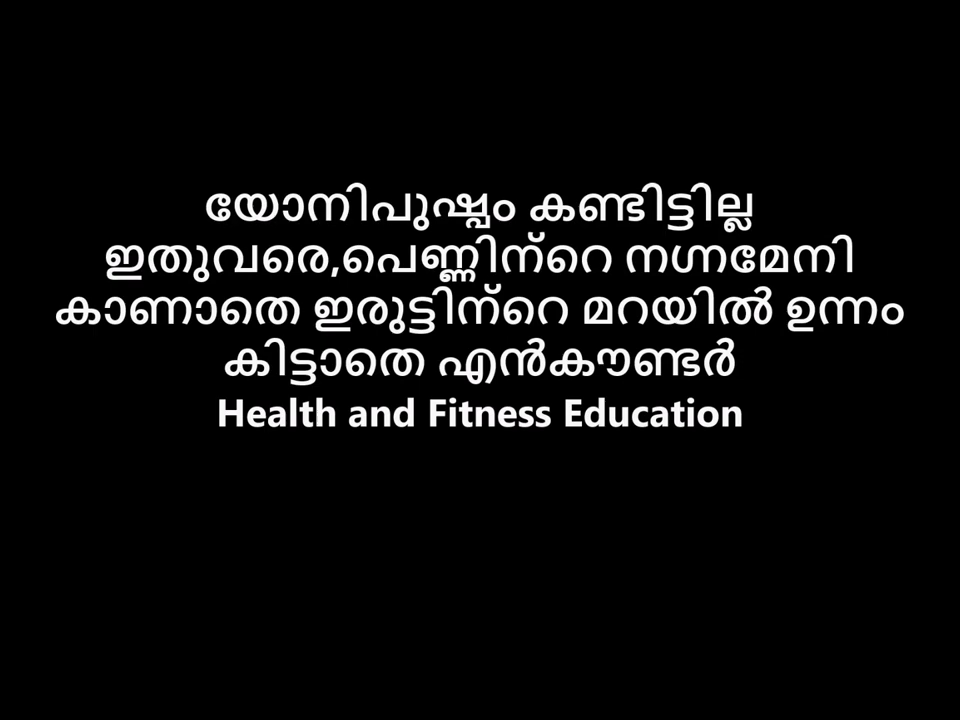 യോനിപുഷ്പം കണ്ടിട്ടില്ല
ഇതുവരെ,പെണ്ണിന്റെ നഗ്നമേനി
കാണാതെ ഇരുട്ടിന്റെ മറയിൽ ഉന്നം
കിട്ടാതെ എൻകൗണ്ടർ
Health and Fitness Education